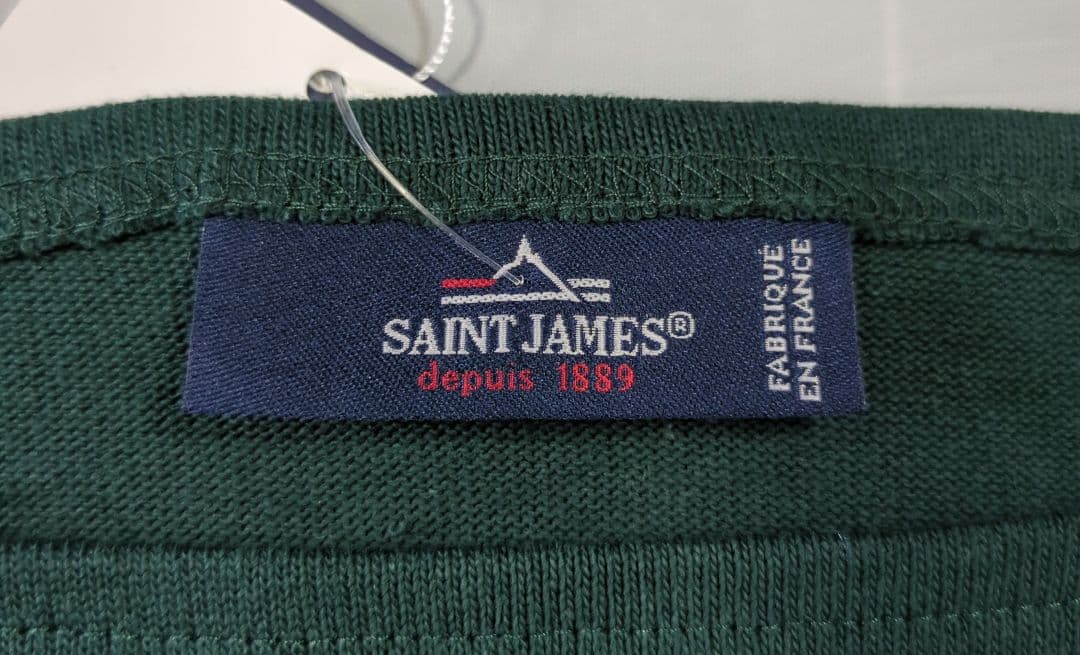 SAINT JAMES®
depuis 1889
FABRIQUÉ
EN FRANCE